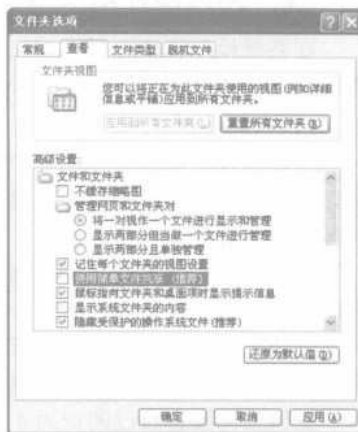 文件夹选项
常规 查看 文件类型 脱机文件
文件夹视图
您可以将正在为此文件夹使用的视图(例如详细
信息或平铺)应用到所有文件夹。
应用到所有文件夹(L) 重置所有文件夹(R)
高级设置:
文件和文件夹
不缓存缩略图
管理网页和文件夹对
将一对视作一个文件进行显示和管理
显示两部分但当做一个文件进行管理
显示两部分且单独管理
记住每个文件夹的视图设置
使用简单文件共享 (推荐)
鼠标指向文件夹和桌面项时显示提示信息
显示系统文件夹的内容
隐藏受保护的操作系统文件(推荐)
还原为默认值(D)
确定 取消 应用(A)